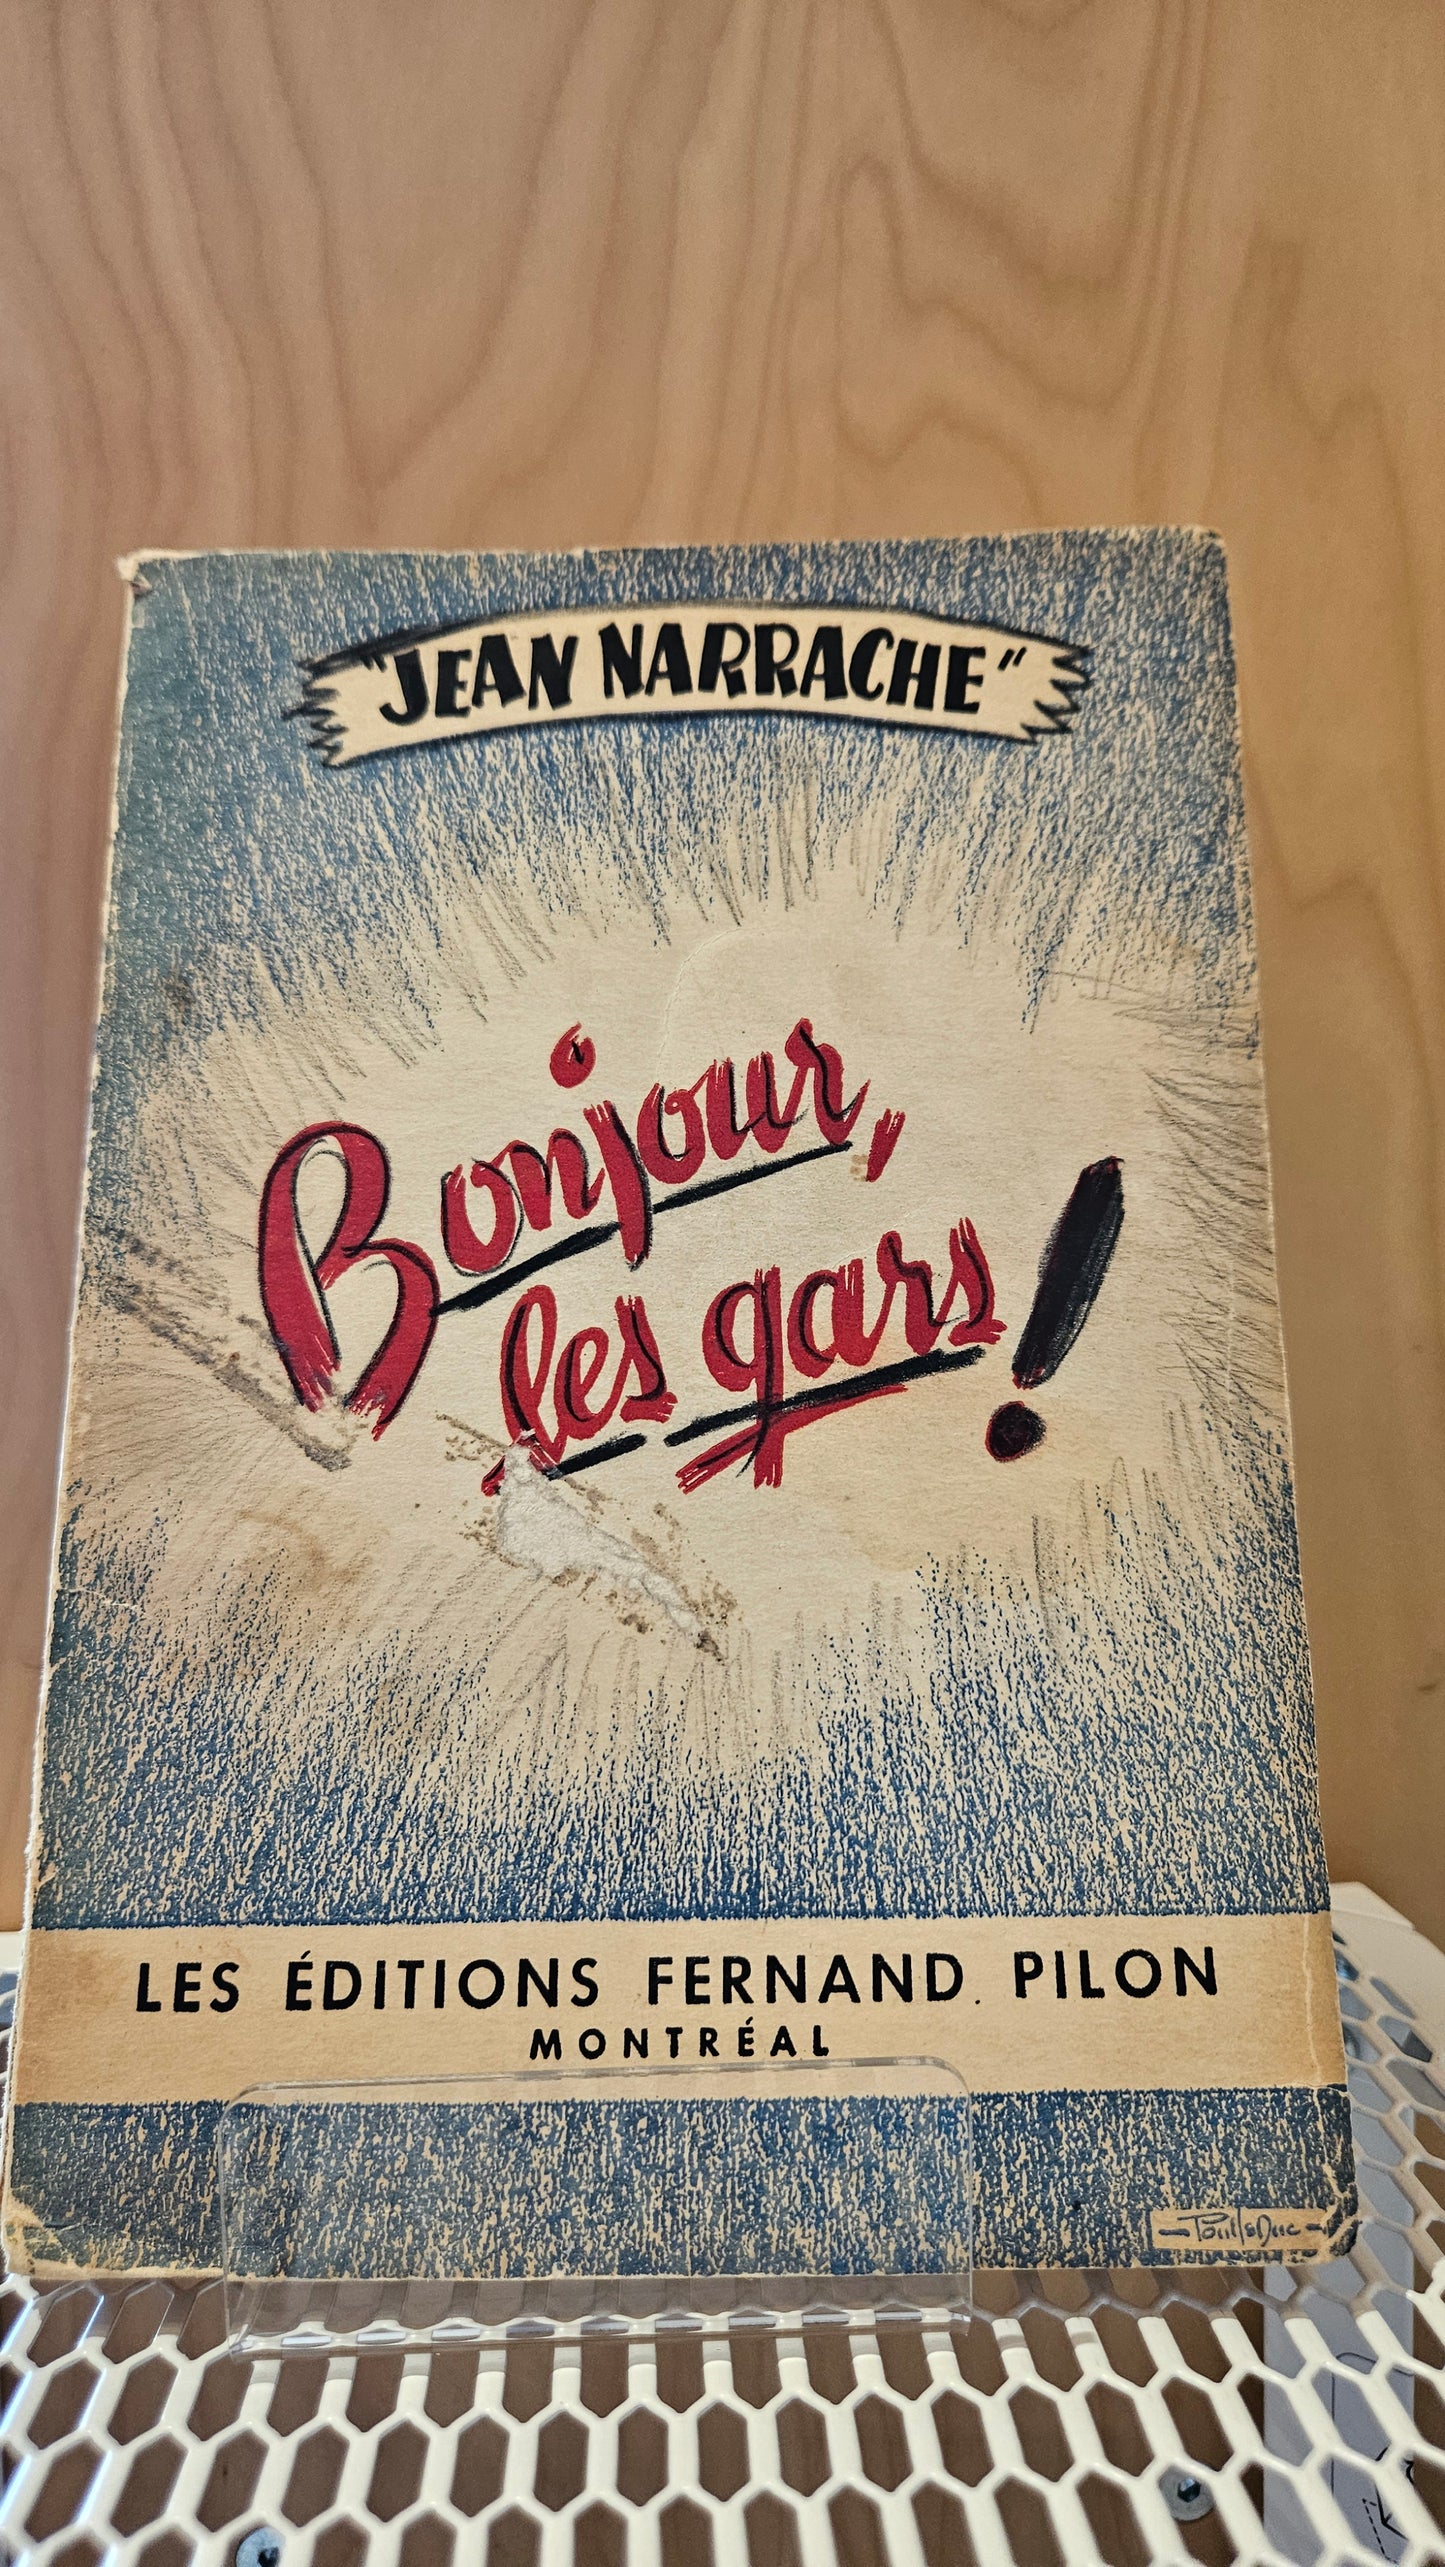 "JEAN NARRACHE"
Bonjour,
les gars!
LES ÉDITIONS FERNAND PILON
MONTRÉAL